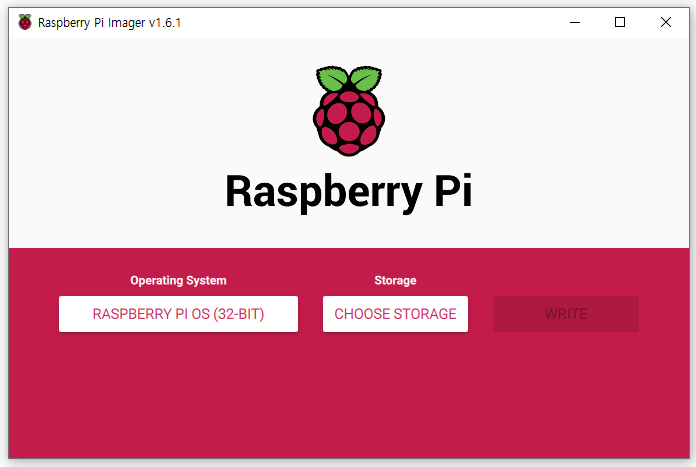 Raspberry Pi Imager v1.6.1
Raspberry Pi
Operating System
Storage
RASPBERRY PI OS (32-BIT)
CHOOSE STORAGE
WRITE